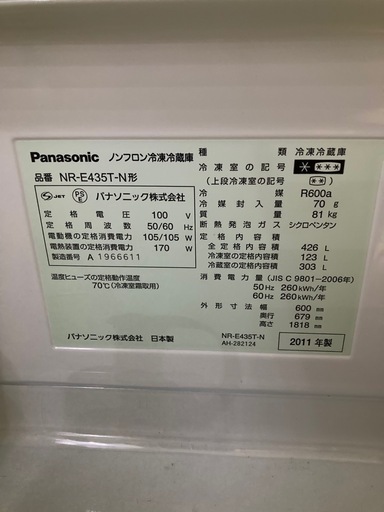 Panasonic ノンフロン冷凍冷蔵庫
品番 NR-E435T-N形
JET PSE パナソニック株式会社
定格電圧 100 V
定格周波数 50/60 Hz
電動機の定格消費電力 105/105 W
電熱装置の定格消費電力 170 W
製造番号 A 1966611
温度ヒューズの定格動作温度
70℃(冷凍室霜取用)
パナソニック株式会社 日本製
種類 冷凍冷蔵庫
冷凍室の記号 * ***
(上段冷凍室の記号 **)
冷媒 R600a
冷媒封入量 70 g
質量 81 kg
断熱発泡ガス シクロペンタン
定格内容積
全定格内容積 426 L
冷凍室の定格内容積 123 L
冷蔵室の定格内容積 303 L
消費電力量(JIS C 9801-2006年)
50Hz 260kWh/年
60Hz 260kWh/年
外形寸法 幅 600 mm
奥行 679 mm
高さ 1818 mm
NR-E435T-N
AH-282124
2011年製